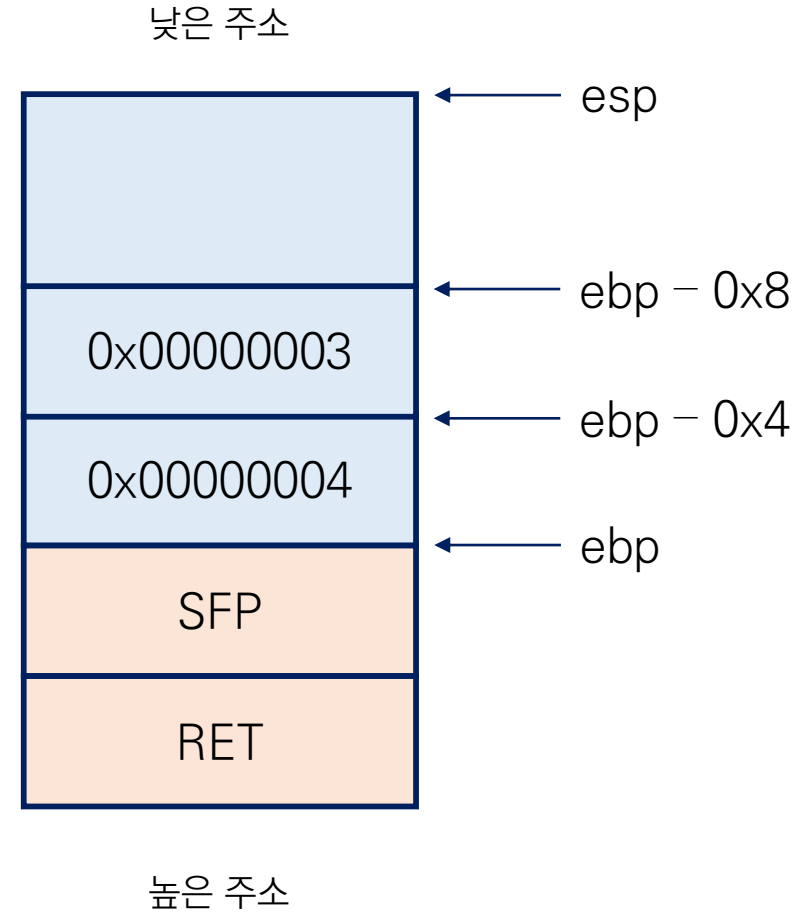 낮은 주소
esp
ebp – 0x8
0x00000003
ebp – 0x4
0x00000004
ebp
SFP
RET
높은 주소